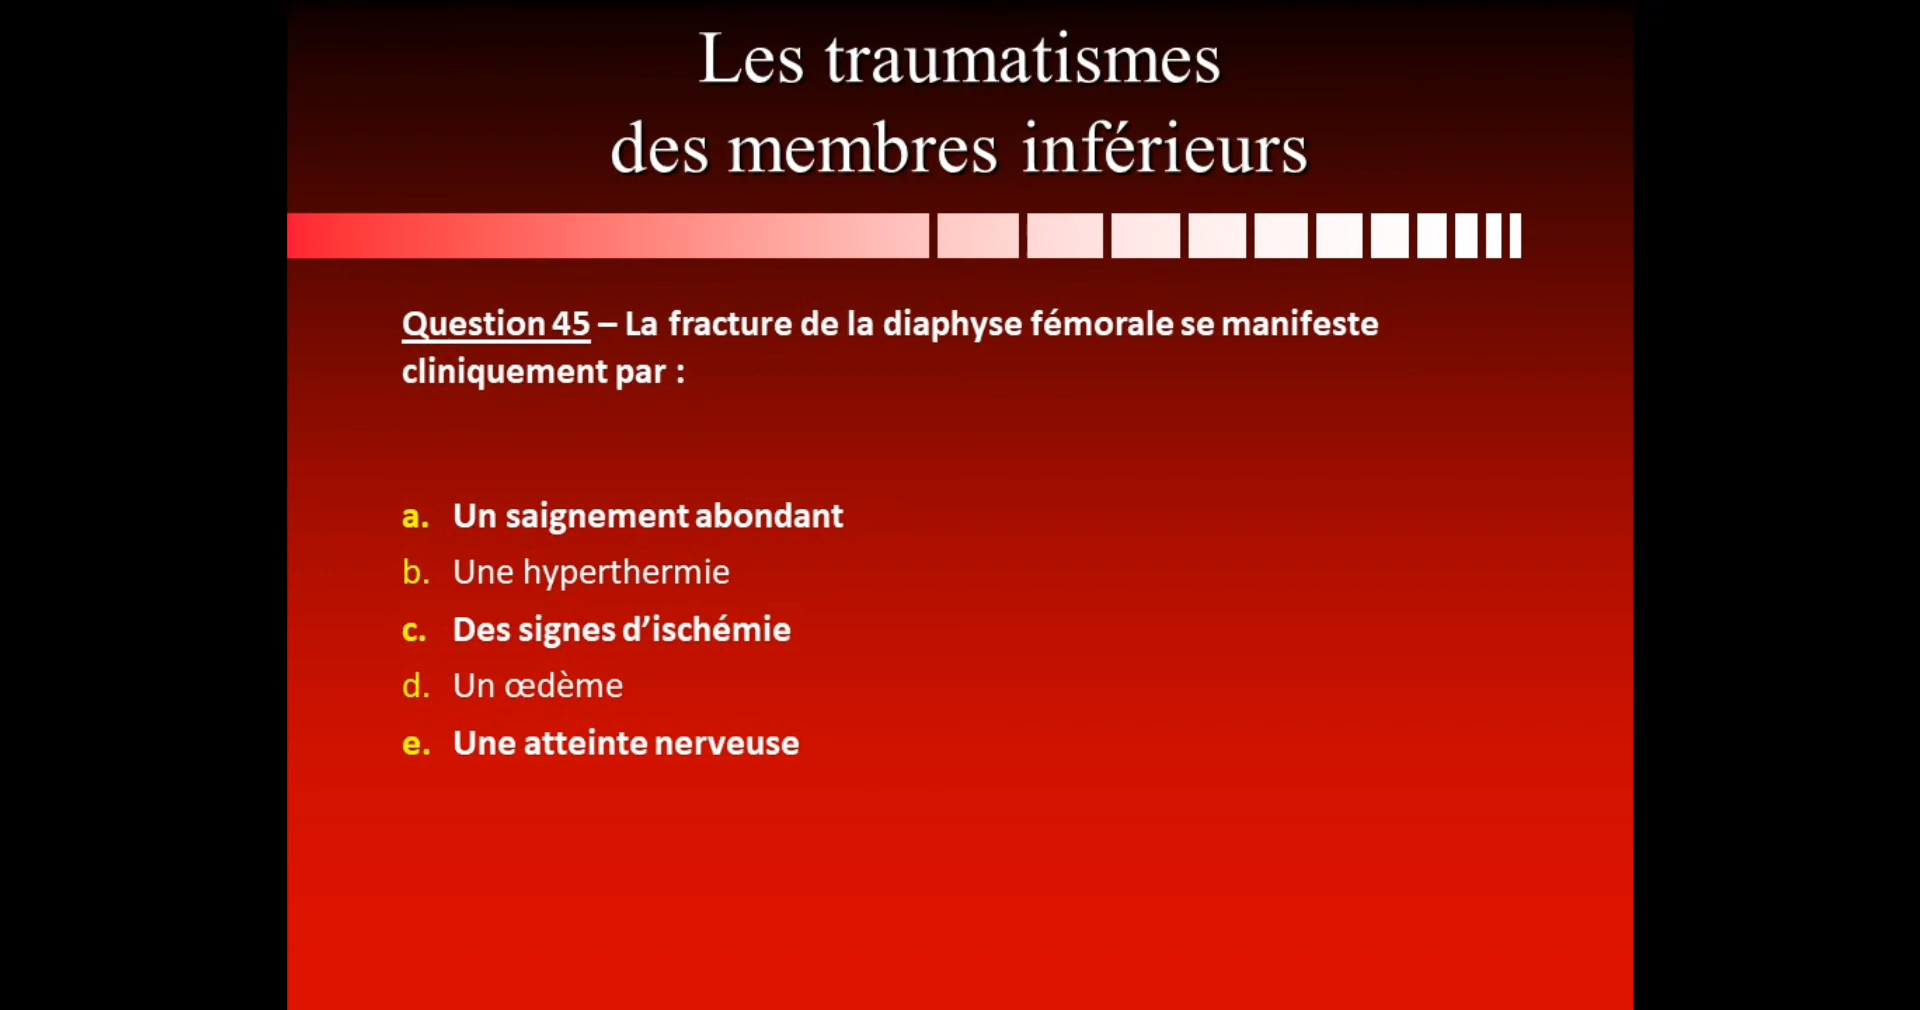 Les traumatismes
des membres inférieurs
Question 45 – La fracture de la diaphyse fémorale se manifeste
cliniquement par :
a. Un saignement abondant
b. Une hyperthermie
c. Des signes d’ischémie
d. Un œdème
e. Une atteinte nerveuse